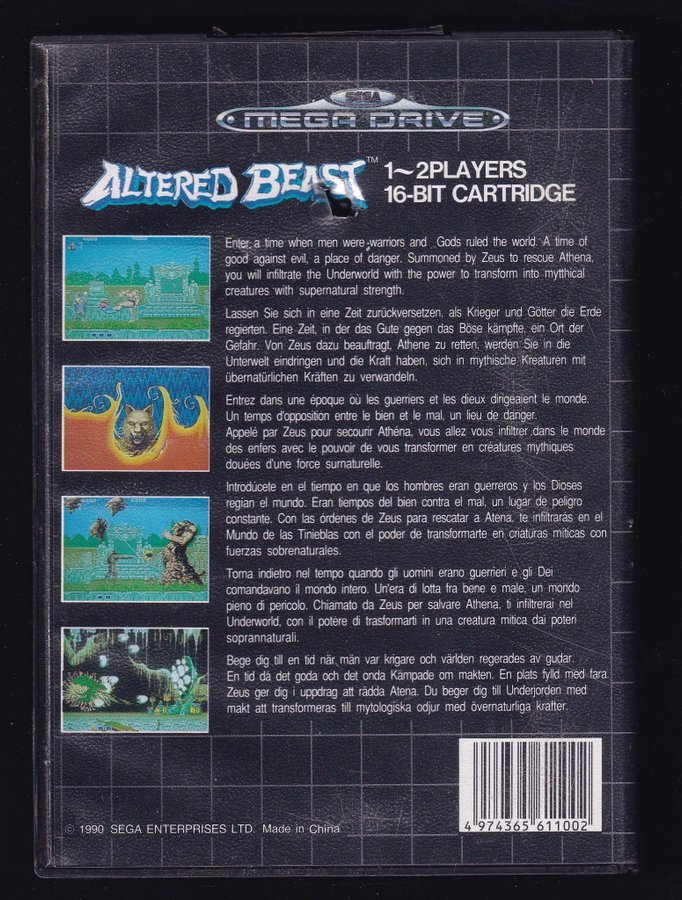 SEGA
MEGA DRIVE
ALTERED BEAST™
1~2PLAYERS
16-BIT CARTRIDGE
Enter a time when men were warriors and Gods ruled the world. A time of
good against evil, a place of danger. Summoned by Zeus to rescue Athena,
you will infiltrate the Underworld with the power to transform into mythical
creatures with supernatural strength.
Lassen Sie sich in eine Zeit zurückversetzen, als Krieger und Götter die Erde
regierten. Eine Zeit, in der das Gute gegen das Böse kämpfte, ein Ort der
Gefahr. Von Zeus dazu beauftragt, Athene zu retten, werden Sie in die
Unterwelt eindringen und die Kraft haben, sich in mythische Kreaturen mit
übernatürlichen Kräften zu verwandeln.
Entrez dans une époque où les guerriers et les dieux dirigeaient le monde.
Un temps d'opposition entre le bien et le mal, un lieu de danger.
Appelé par Zeus pour secourir Athéna, vous allez vous infiltrer dans le monde
des enfers avec le pouvoir de vous transformer en créatures mythiques
douées d'une force surnaturelle.
Introdúcete en el tiempo en que los hombres eran guerreros y los Dioses
regían el mundo. Eran tiempos del bien contra el mal, un lugar de peligro
constante. Con las órdenes de Zeus para rescatar a Atena, te infiltrarás en el
Mundo de las Tinieblas con el poder de transformarte en criaturas míticas con
fuerzas sobrenaturales.
Torna indietro nel tempo quando gli uomini erano guerrieri e gli Dei
comandavano il mondo intero. Un'era di lotta fra bene e male, un mondo
pieno di pericolo. Chiamato da Zeus per salvare Athena, ti infiltrerai nel
Underworld, con il potere di trasformarti in una creatura mitica dai poteri
soprannaturali.
Bege dig till en tid när män var krigare och världen regerades av gudar.
En tid då det goda och det onda Kämpade om makten. En plats fylld med fara.
Zeus ger dig i uppdrag att rädda Atena. Du beger dig till Underjorden med
makt att transformeras till mytologiska odjur med övernaturliga krafter.
4 974365 611002
© 1990 SEGA ENTERPRISES LTD. Made in China